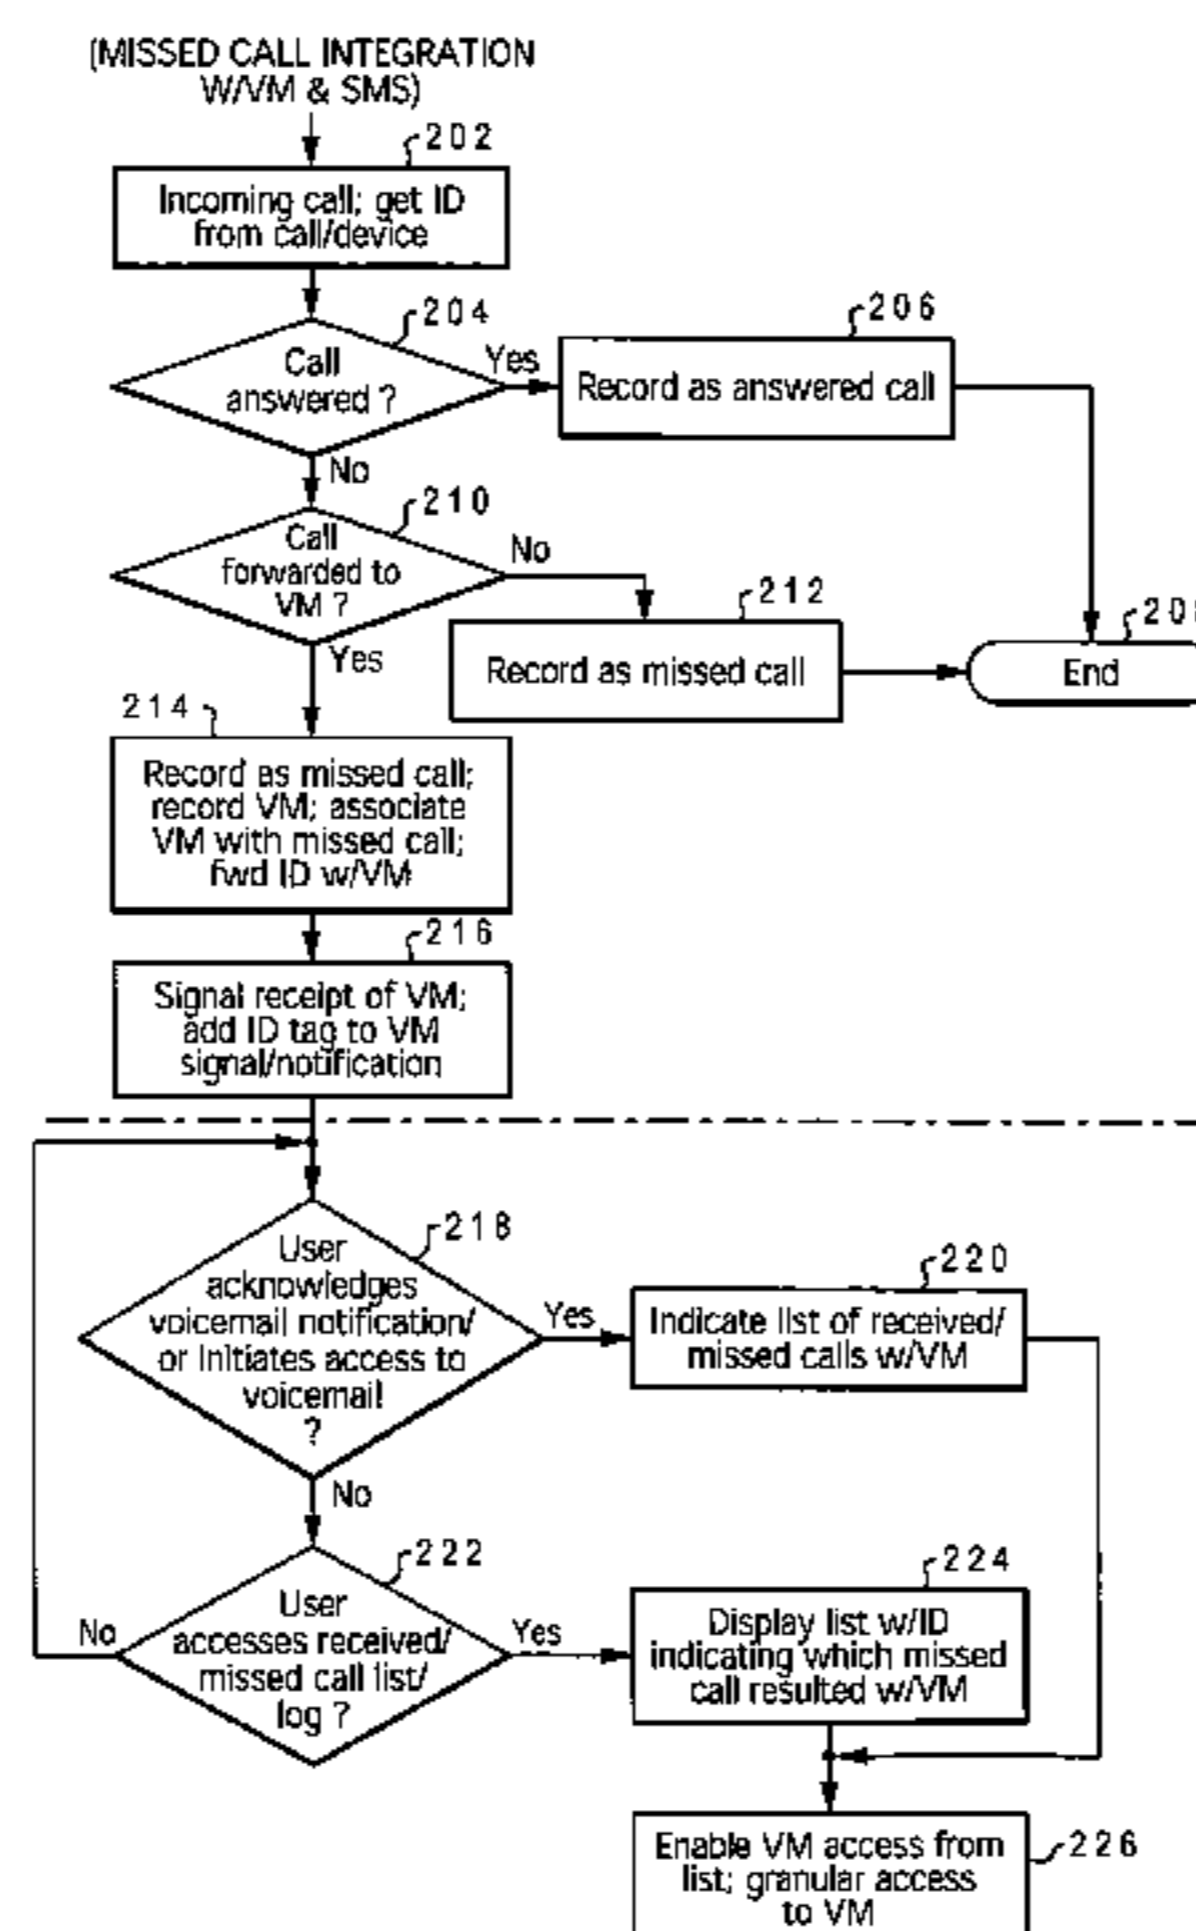 (MISSED CALL INTEGRATION
W/VM & SMS)
202
Incoming call; get ID
from call/device
204
Call
answered ?
Yes
206
Record as answered call
No
210
Call
forwarded to
VM ?
No
212
Record as missed call
End
Yes
214
Record as missed call;
record VM; associate
VM with missed call;
fwd ID w/VM
216
Signal receipt of VM;
add ID tag to VM
signal/notification
218
User
acknowledges
voicemail notification/
or initiates access to
voicemail
?
Yes
220
Indicate list of received/
missed calls w/VM
No
222
User
accesses received/
missed call list/
log ?
No
Yes
224
Display list w/ID
indicating which missed
call resulted w/VM
226
Enable VM access from
list; granular access
to VM